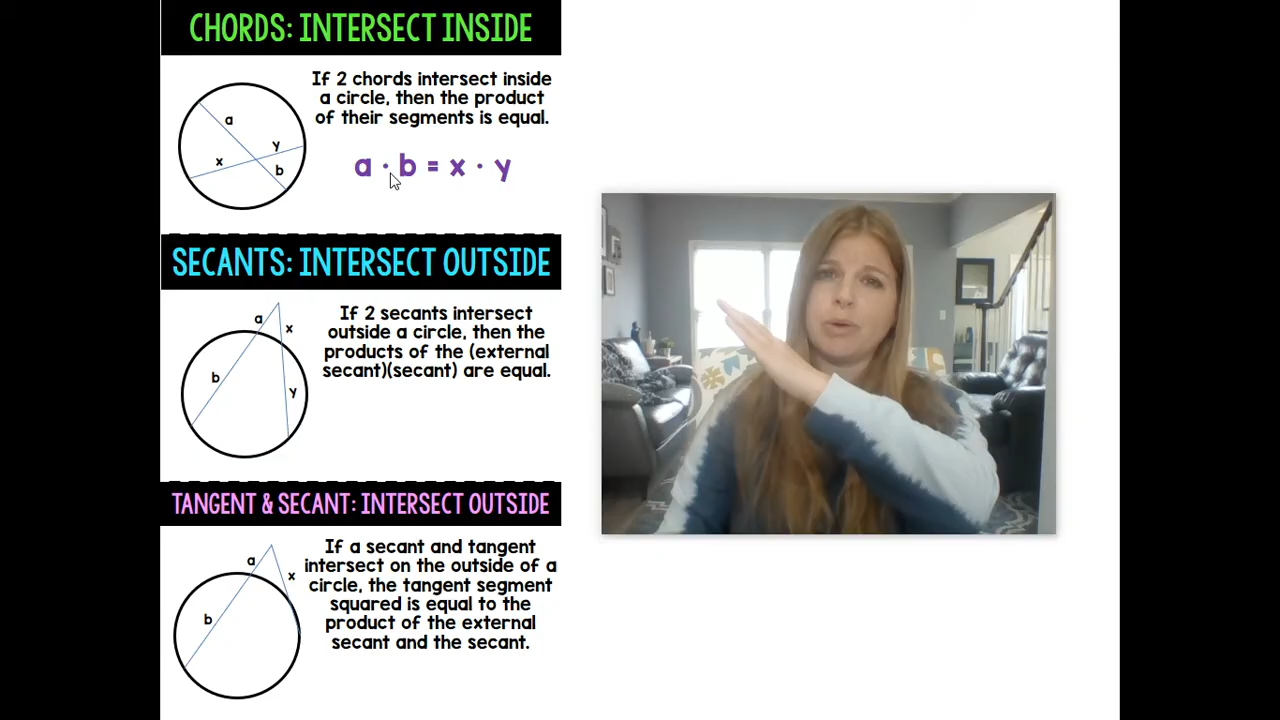 CHORDS: INTERSECT INSIDE
If 2 chords intersect inside
a circle, then the product
of their segments is equal.
a
y
x
b
a · b = x · y
SECANTS: INTERSECT OUTSIDE
If 2 secants intersect
outside a circle, then the
products of the (external
secant)(secant) are equal.
a
x
b
y
TANGENT & SECANT: INTERSECT OUTSIDE
If a secant and tangent
intersect on the outside of a
circle, the tangent segment
squared is equal to the
product of the external
secant and the secant.
a
x
b